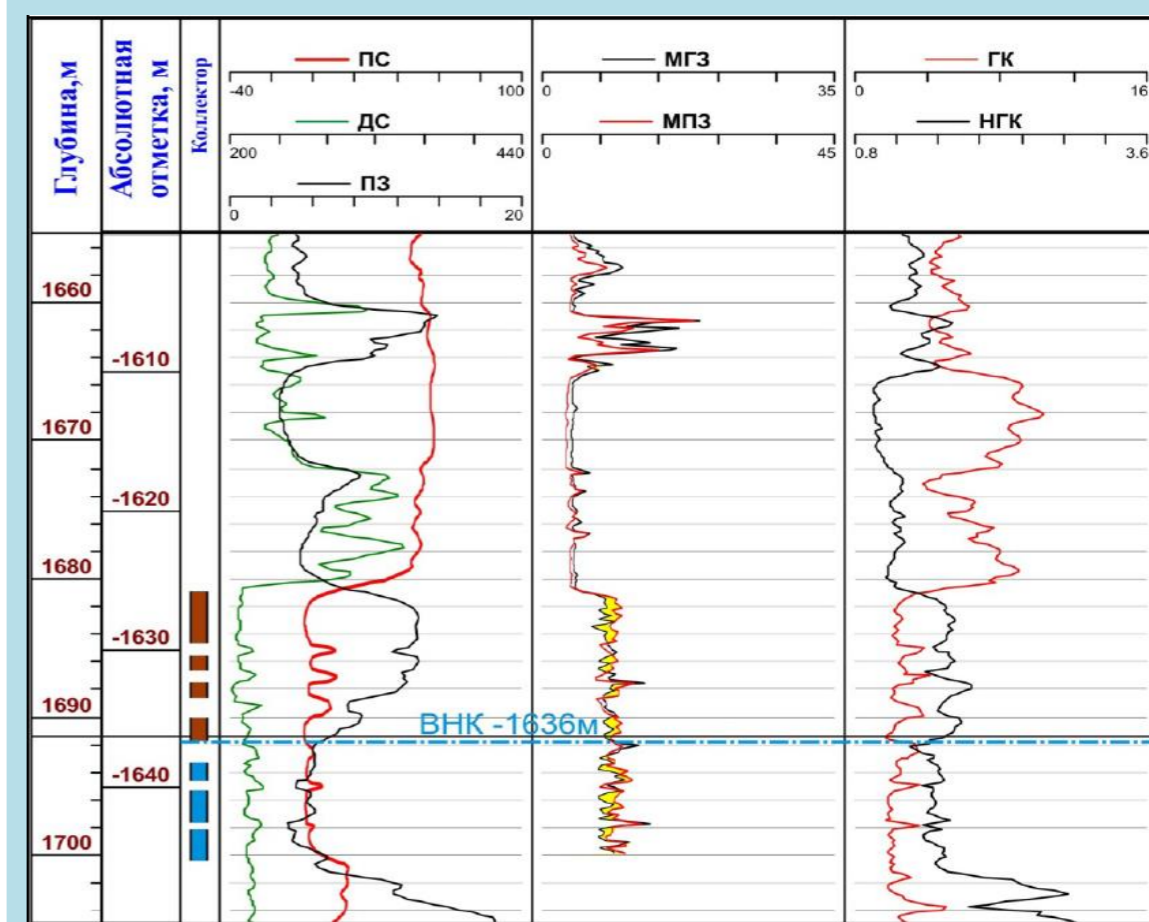 Глубина,м
Абсолютная
отметка, м
Коллектор
ПС
-40 100
ДС
200 440
ПЗ
0 20
МГЗ
0 35
МПЗ
0 45
ГК
0 16
НГК
0.8 3.6
1660
-1610
1670
-1620
1680
-1630
1690
ВНК -1636м
-1640
1700